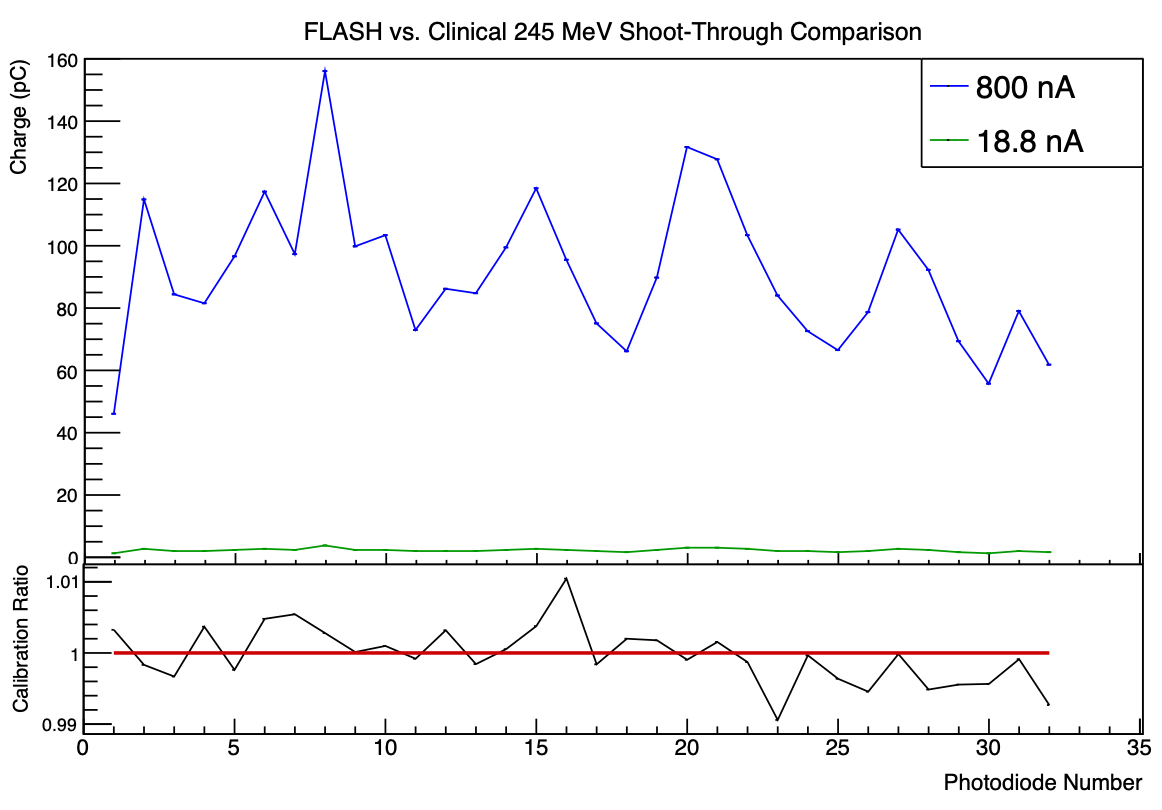 FLASH vs. Clinical 245 MeV Shoot-Through Comparison
Charge (pC)
160
140
120
100
80
60
40
20
0
800 nA
18.8 nA
Calibration Ratio
1.01
1
0.99
0 5 10 15 20 25 30 35
Photodiode Number